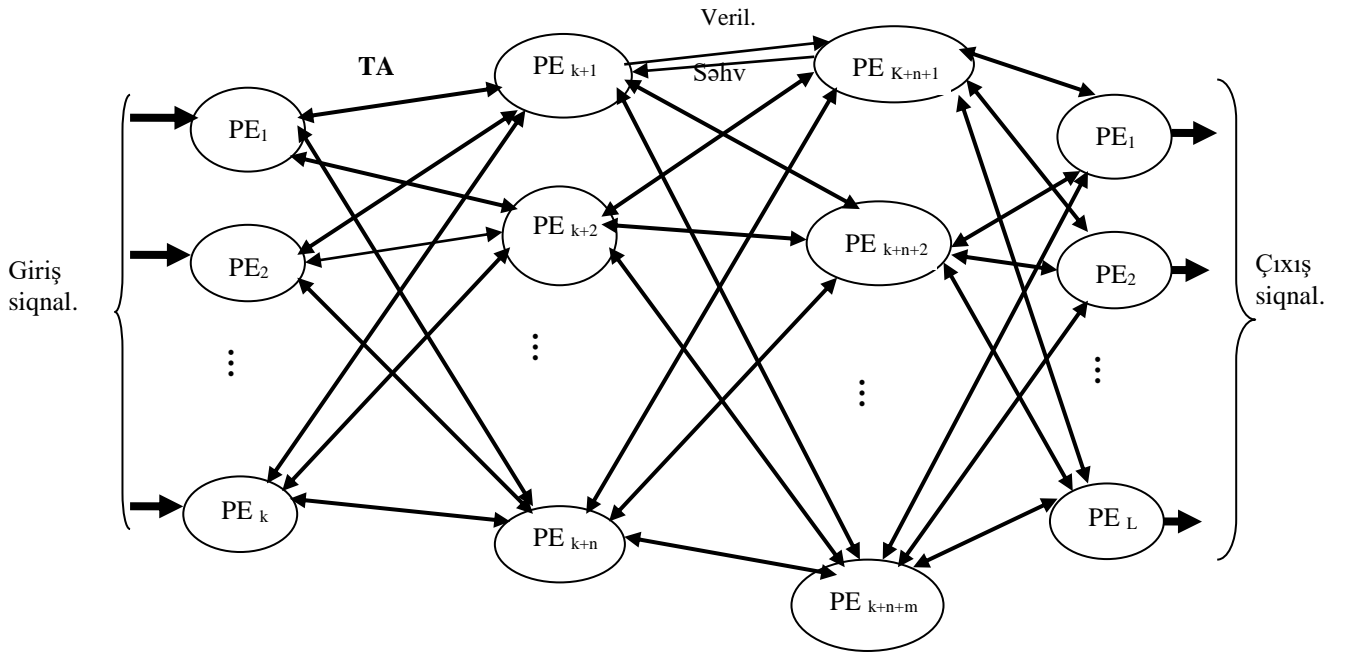 Veril.
TA
Səhv
PE k+1
PE K+n+1
PE1
PE1
PE k+2
PE k+n+2
PE2
PE2
Giriş
siqnal.
Çıxış
siqnal.
⋮
⋮
⋮
⋮
PE k
PE k+n
PE L
PE k+n+m